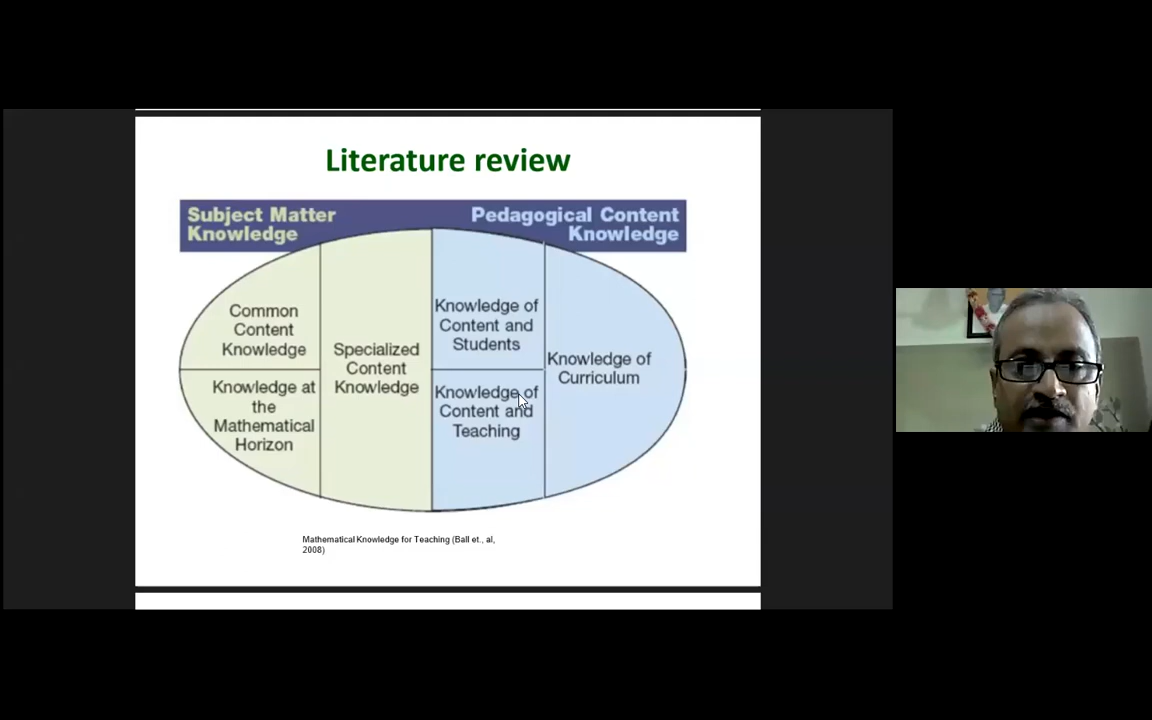 Literature review
Subject Matter
Knowledge
Pedagogical Content
Knowledge
Common
Content
Knowledge
Knowledge at
the
Mathematical
Horizon
Specialized
Content
Knowledge
Knowledge of
Content and
Students
Knowledge of
Content and
Teaching
Knowledge of
Curriculum
Mathematical Knowledge for Teaching (Ball et., al,
2008)